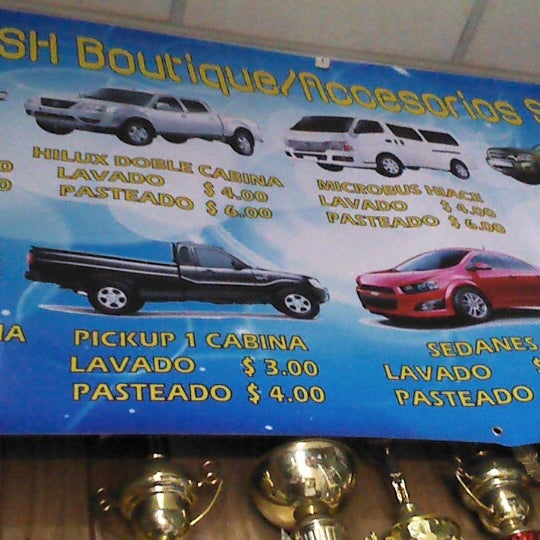 SH Boutique/Accesorios S
HILUX DOBLE CABINA
LAVADO $ 4.00
PASTEADO $ 6.00
MICROBUS HIACE
LAVADO $ 4.00
PASTEADO $ 6.00
PICKUP 1 CABINA
LAVADO $ 3.00
PASTEADO $ 4.00
SEDANES
LAVADO $
PASTEADO